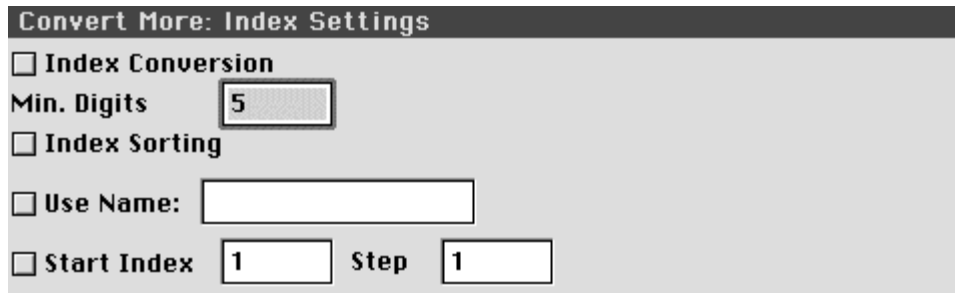 Convert More: Index Settings
Index Conversion
Min. Digits 5
Index Sorting
Use Name:
Start Index 1 Step 1